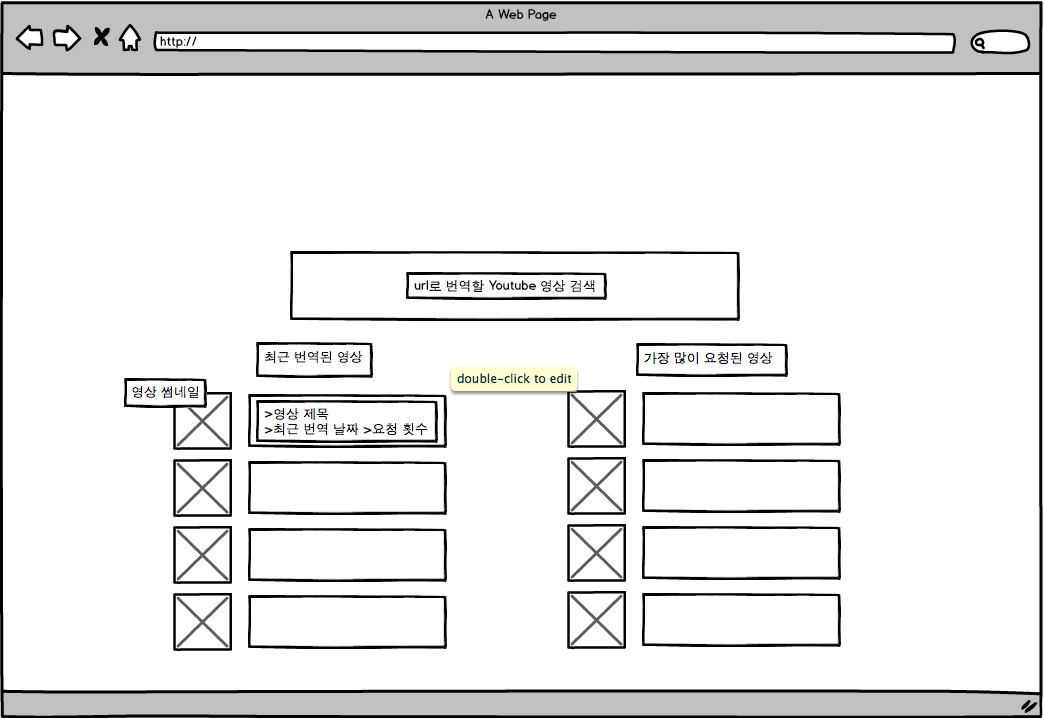 A Web Page
http://
url로 번역할 Youtube 영상 검색
최근 번역된 영상
가장 많이 요청된 영상
double-click to edit
영상 썸네일
>영상 제목
>최근 번역 날짜 >요청 횟수